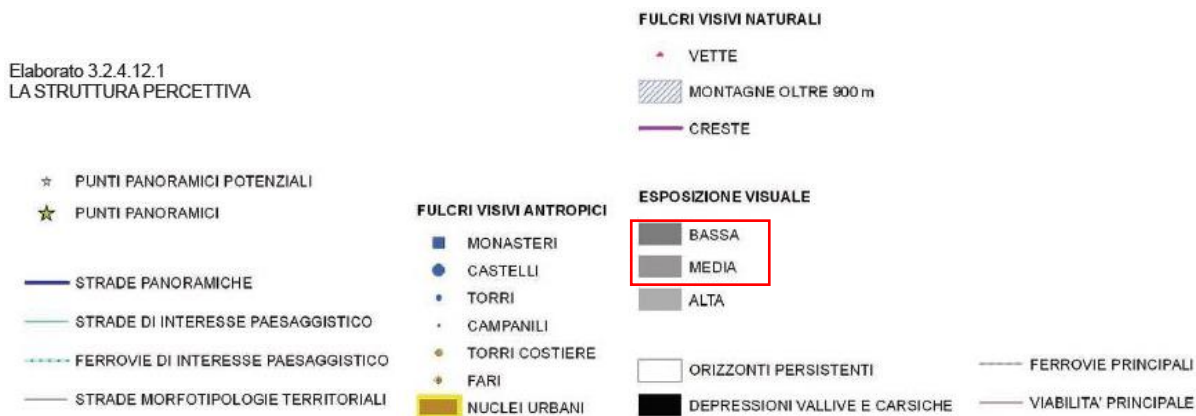 Elaborato 3.2.4.12.1
LA STRUTTURA PERCETTIVA
PUNTI PANORAMICI POTENZIALI
PUNTI PANORAMICI
STRADE PANORAMICHE
STRADE DI INTERESSE PAESAGGISTICO
FERROVIE DI INTERESSE PAESAGGISTICO
STRADE MORFOTIPOLOGIE TERRITORIALI
FULCRI VISIVI ANTROPICI
MONASTERI
CASTELLI
TORRI
CAMPANILI
TORRI COSTIERE
FARI
NUCLEI URBANI
FULCRI VISIVI NATURALI
VETTE
MONTAGNE OLTRE 900 m
CRESTE
ESPOSIZIONE VISUALE
BASSA
MEDIA
ALTA
ORIZZONTI PERSISTENTI
DEPRESSIONI VALLIVE E CARSICHE
FERROVIE PRINCIPALI
VIABILITA' PRINCIPALE